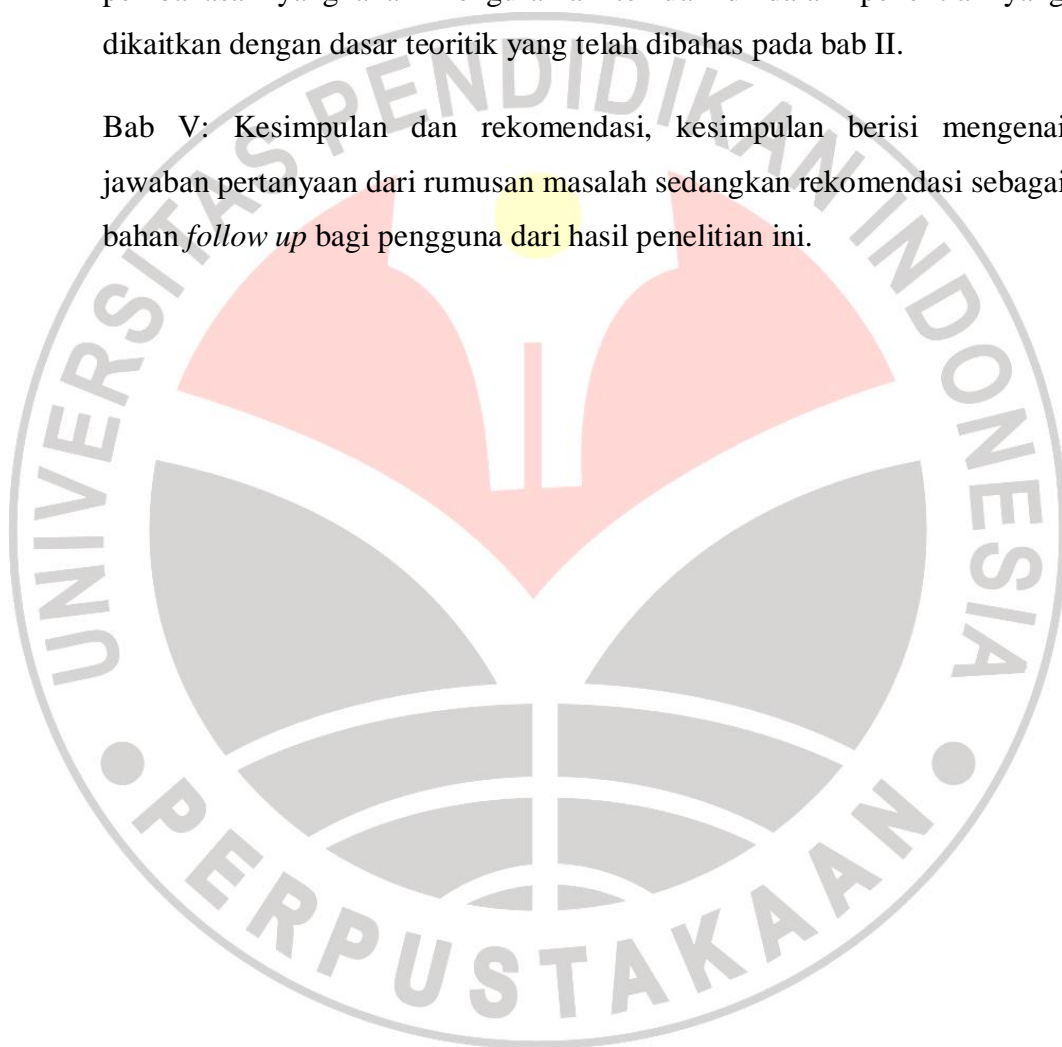 dikaitkan dengan dasar teoritik yang telah dibahas pada bab II.
Bab V: Kesimpulan dan rekomendasi, kesimpulan berisi mengenai
jawaban pertanyaan dari rumusan masalah sedangkan rekomendasi sebagai
bahan follow up bagi pengguna dari hasil penelitian ini.
UNIVERSITAS PENDIDIKAN INDONESIA
PERPUSTAKAAN